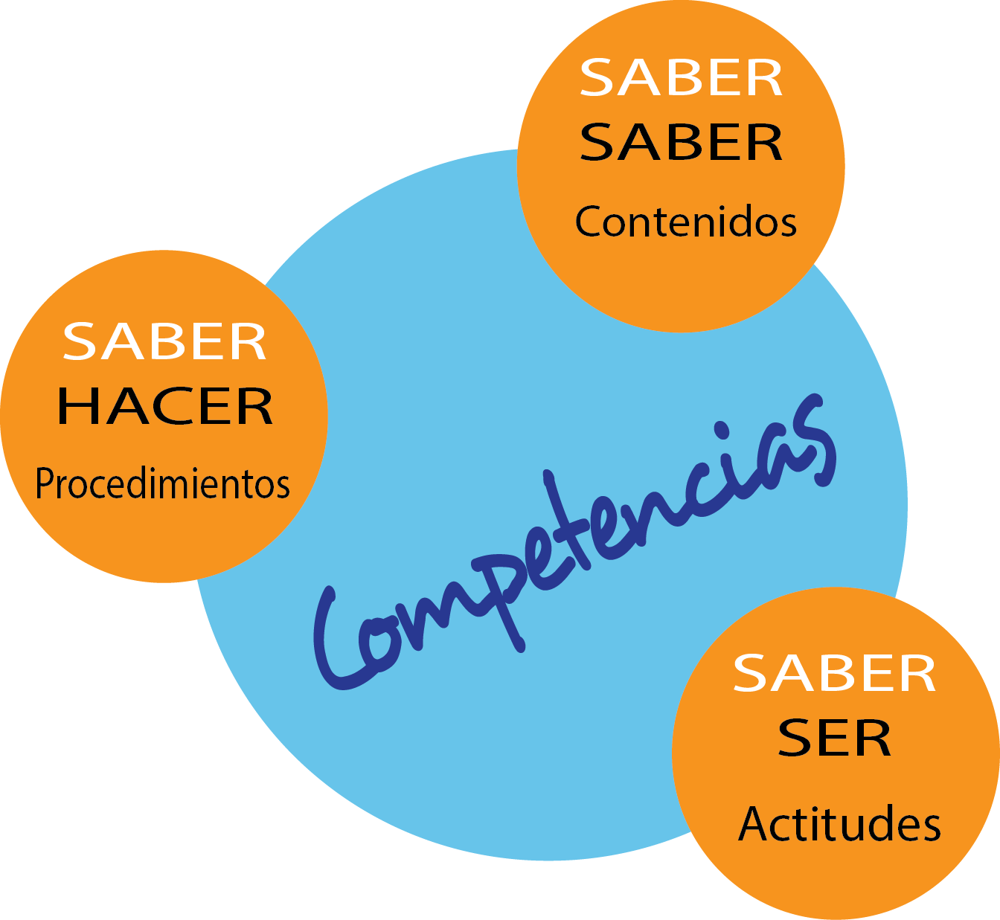 SABER
SABER
Contenidos
SABER
HACER
Procedimientos
Competencias
SABER
SER
Actitudes